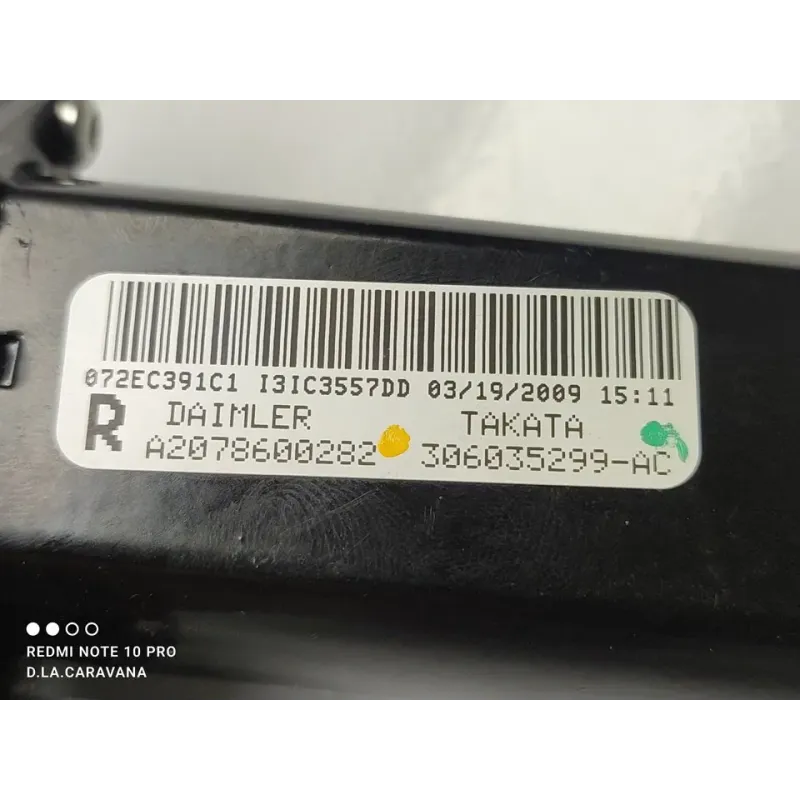 072EC391C1 I3IC3557DD 03/19/2009 15:11
R DAIMLER TAKATA
A2078600282 306035299-AC
REDMI NOTE 10 PRO
D.LA.CARAVANA